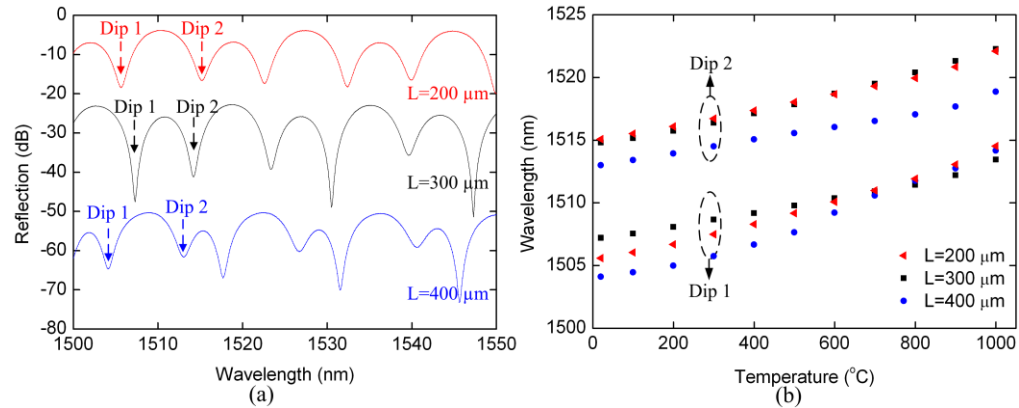 0
-10
-20
-30
-40
-50
-60
-70
-80
Reflection (dB)
Dip 1 Dip 2
L=200 µm
Dip 1 Dip 2
L=300 µm
Dip 1 Dip 2
L=400 µm
1500 1510 1520 1530 1540 1550
Wavelength (nm)
(a)
1525
1520
1515
1510
1505
1500
Wavelength (nm)
Dip 2
Dip 1
L=200 µm
L=300 µm
L=400 µm
0 200 400 600 800 1000
Temperature (°C)
(b)